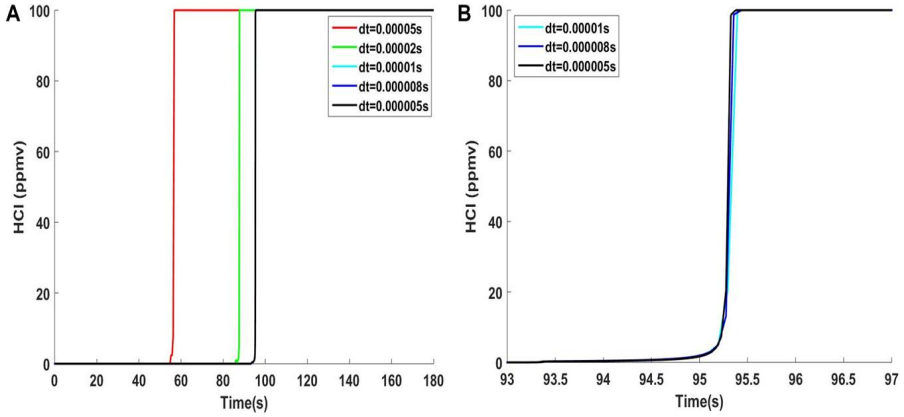 A
100
80
60
40
20
0
HCl (ppmv)
dt=0.00005s
dt=0.00002s
dt=0.00001s
dt=0.000008s
dt=0.000005s
0 20 40 60 80 100 120 140 160 180
Time(s)
B
100
80
60
40
20
0
HCl (ppmv)
dt=0.00001s
dt=0.000008s
dt=0.000005s
93 93.5 94 94.5 95 95.5 96 96.5 97
Time(s)